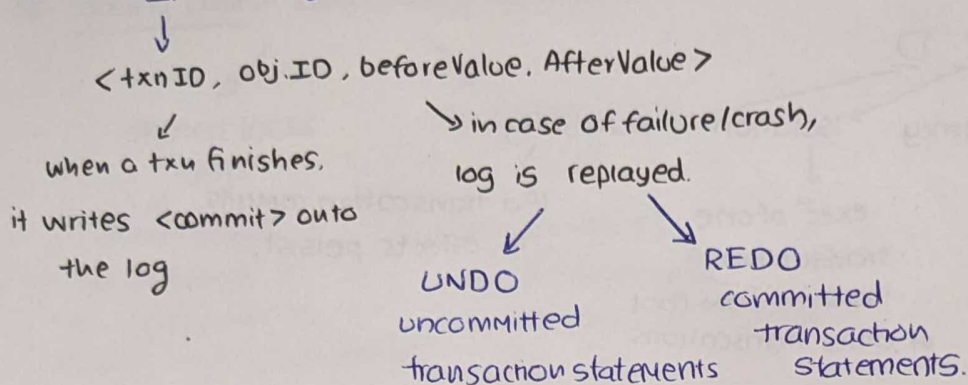 <txnID, obj.ID, beforeValue, AfterValue>
when a txn finishes,
it writes <commit> onto
the log
in case of failure/crash,
log is replayed.
UNDO
uncommitted
transaction statements
REDO
committed
transaction
statements.